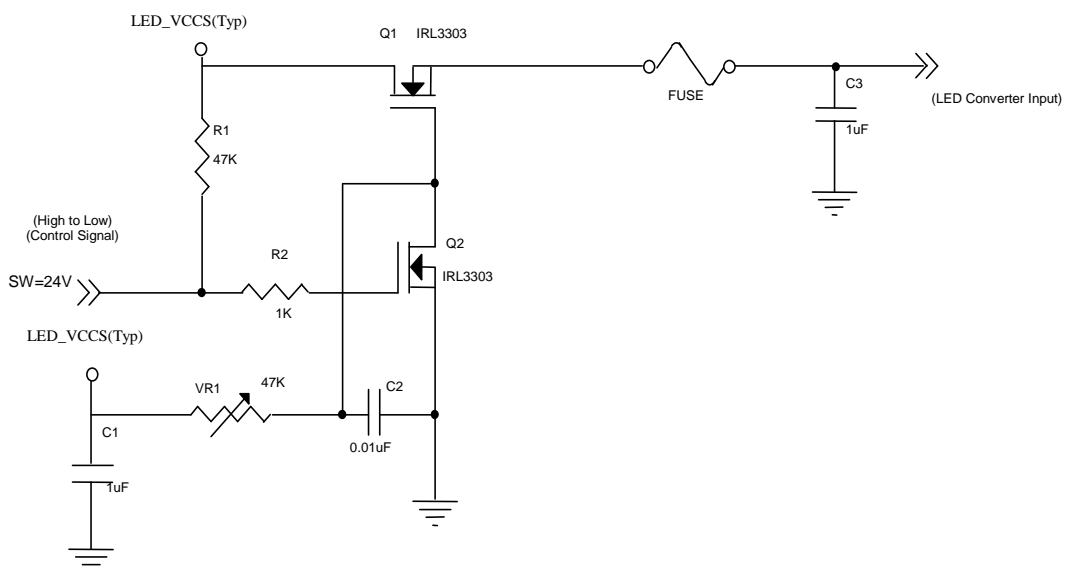 LED_VCCS(Typ)
Q1 IRL3303
FUSE
C3
1uF
(LED Converter Input)
R1
47K
(High to Low)
(Control Signal)
SW=24V
R2
1K
Q2
IRL3303
LED_VCCS(Typ)
VR1
47K
C2
0.01uF
C1
1uF